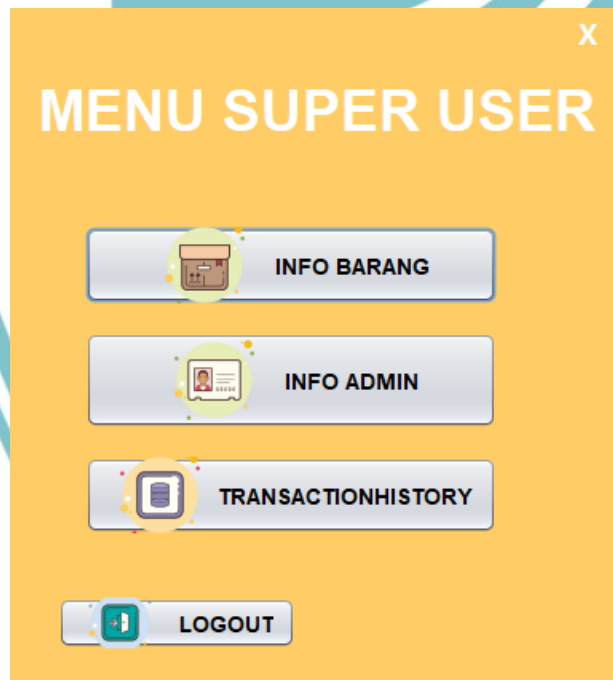 X
MENU SUPER USER
INFO BARANG
INFO ADMIN
TRANSACTIONHISTORY
LOGOUT